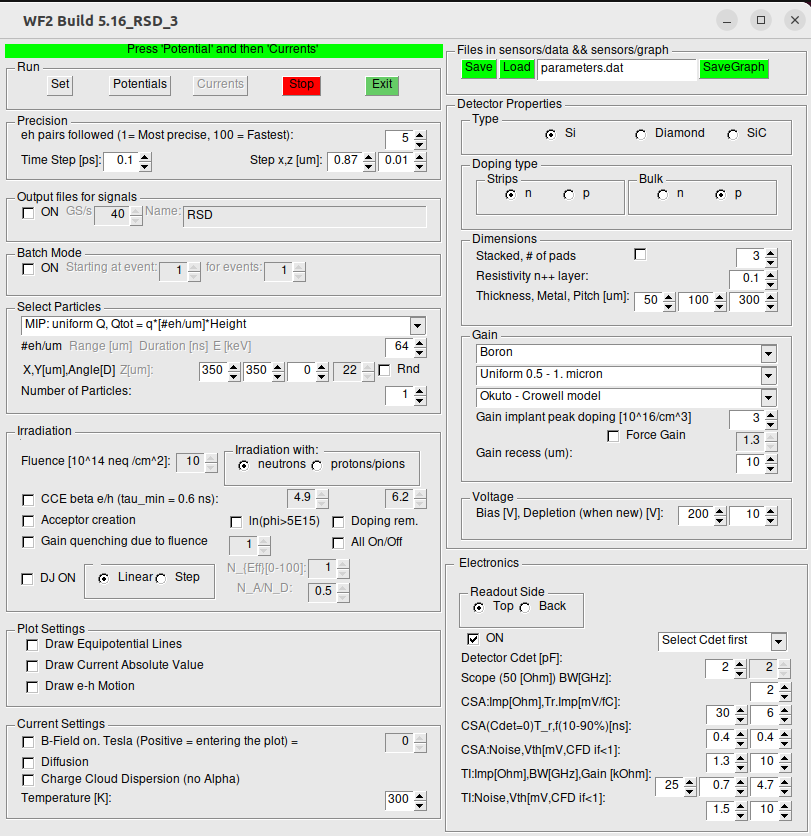 WF2 Build 5.16_RSD_3
Press 'Potential' and then 'Currents'
Run
Set Potentials Currents Stop Exit
Precision
eh pairs followed (1= Most precise, 100 = Fastest): 5
Time Step [ps]: 0.1 Step x,z [um]: 0.87 0.01
Output files for signals
ON GS/s 40 Name: RSD
Batch Mode
ON Starting at event: 1 for events: 1
Select Particles
MIP: uniform Q, Qtot = q*[#eh/um]*Height
#eh/um Range [um] Duration [ns] E [keV] 64
X,Y[um],Angle[D] Z[um]: 350 350 0 22 Rnd
Number of Particles: 1
Irradiation
Fluence [10^14 neq /cm^2]: 10
Irradiation with:
neutrons protons/pions
CCE beta e/h (tau_min = 0.6 ns): 4.9 6.2
Acceptor creation ln(phi>5E15) Doping rem.
Gain quenching due to fluence 1 All On/Off
DJ ON Linear Step
N_{Eff}[0-100]: 1
N_A/N_D: 0.5
Plot Settings
Draw Equipotential Lines
Draw Current Absolute Value
Draw e-h Motion
Current Settings
B-Field on. Tesla (Positive = entering the plot) = 0
Diffusion
Charge Cloud Dispersion (no Alpha)
Temperature [K]: 300
Files in sensors/data && sensors/graph
Save Load parameters.dat SaveGraph
Detector Properties
Type
Si Diamond SiC
Doping type
Strips
n p
Bulk
n p
Dimensions
Stacked, # of pads 3
Resistivity n++ layer: 0.1
Thickness, Metal, Pitch [um]: 50 100 300
Gain
Boron
Uniform 0.5 - 1. micron
Okuto - Crowell model
Gain implant peak doping [10^16/cm^3] 3
Force Gain 1.3
Gain recess (um): 10
Voltage
Bias [V], Depletion (when new) [V]: 200 10
Electronics
Readout Side
Top Back
ON Select Cdet first
Detector Cdet [pF]: 2 2
Scope (50 [Ohm]) BW[GHz]: 2
CSA:Imp[Ohm],Tr.Imp[mV/fC]: 30 6
CSA(Cdet=0)T_r,f(10-90%)[ns]: 0.4 0.4
CSA:Noise,Vth[mV,CFD if<1]: 1.3 10
TI:Imp[Ohm],BW[GHz],Gain [kOhm]: 25 0.7 4.7
TI:Noise,Vth[mV,CFD if<1]: 1.5 10